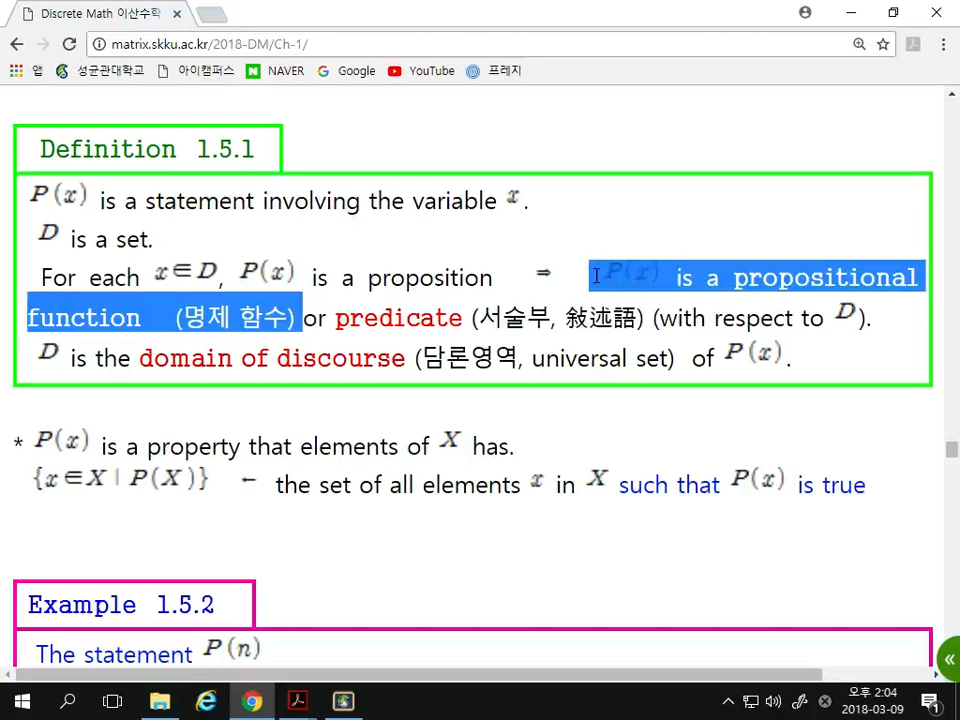 Discrete Math 이산수학
matrix.skku.ac.kr/2018-DM/Ch-1/
앱 성균관대학교 아이캠퍼스 NAVER Google YouTube 프레지
Definition 1.5.1
P(x) is a statement involving the variable x.
D is a set.
For each x∈D, P(x) is a proposition ⇒ P(x) is a propositional
function (명제 함수) or predicate (서술부, 敍述語) (with respect to D).
D is the domain of discourse (담론영역, universal set) of P(x).
* P(x) is a property that elements of X has.
{x∈X | P(X)} ← the set of all elements x in X such that P(x) is true
Example 1.5.2
The statement P(n)
오후 2:04
2018-03-09
1